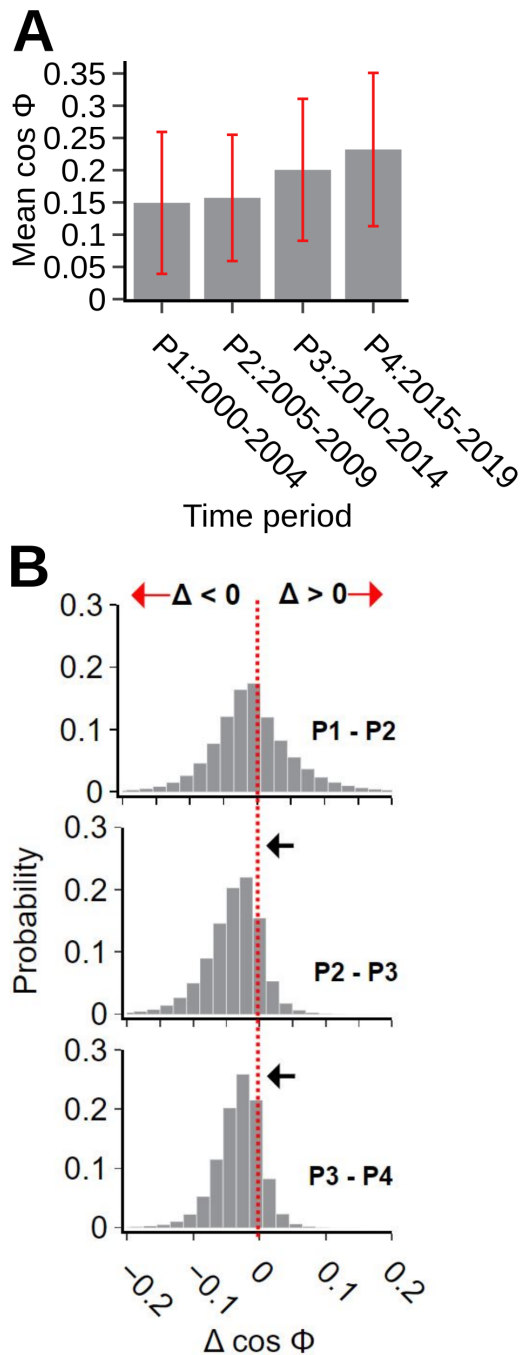 A
Mean cos Φ
0.35
0.3
0.25
0.2
0.15
0.1
0.05
0
P1:2000-2004
P2:2005-2009
P3:2010-2014
P4:2015-2019
Time period
B
Δ < 0
Δ > 0
0.3
0.2
0.1
0
P1 - P2
Probability
0.3
0.2
0.1
0
P2 - P3
0.3
0.2
0.1
0
P3 - P4
−0.2
−0.1
0
0.1
0.2
Δ cos Φ